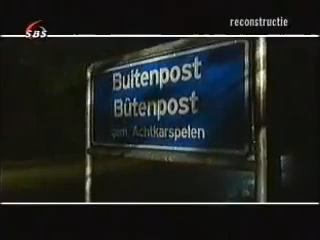 SBS
reconstructie
Buitenpost
Bûtenpost
gem. Achtkarspelen